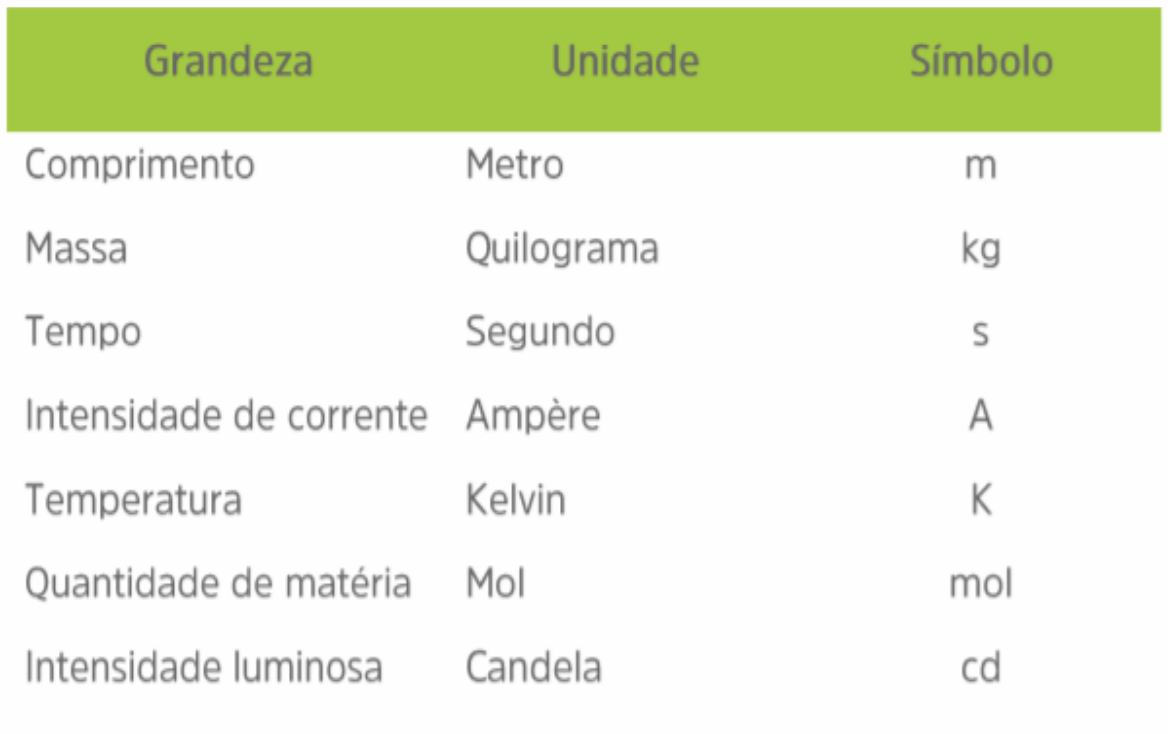 Grandeza Unidade Símbolo
Comprimento Metro m
Massa Quilograma kg
Tempo Segundo s
Intensidade de corrente Ampère A
Temperatura Kelvin K
Quantidade de matéria Mol mol
Intensidade luminosa Candela cd